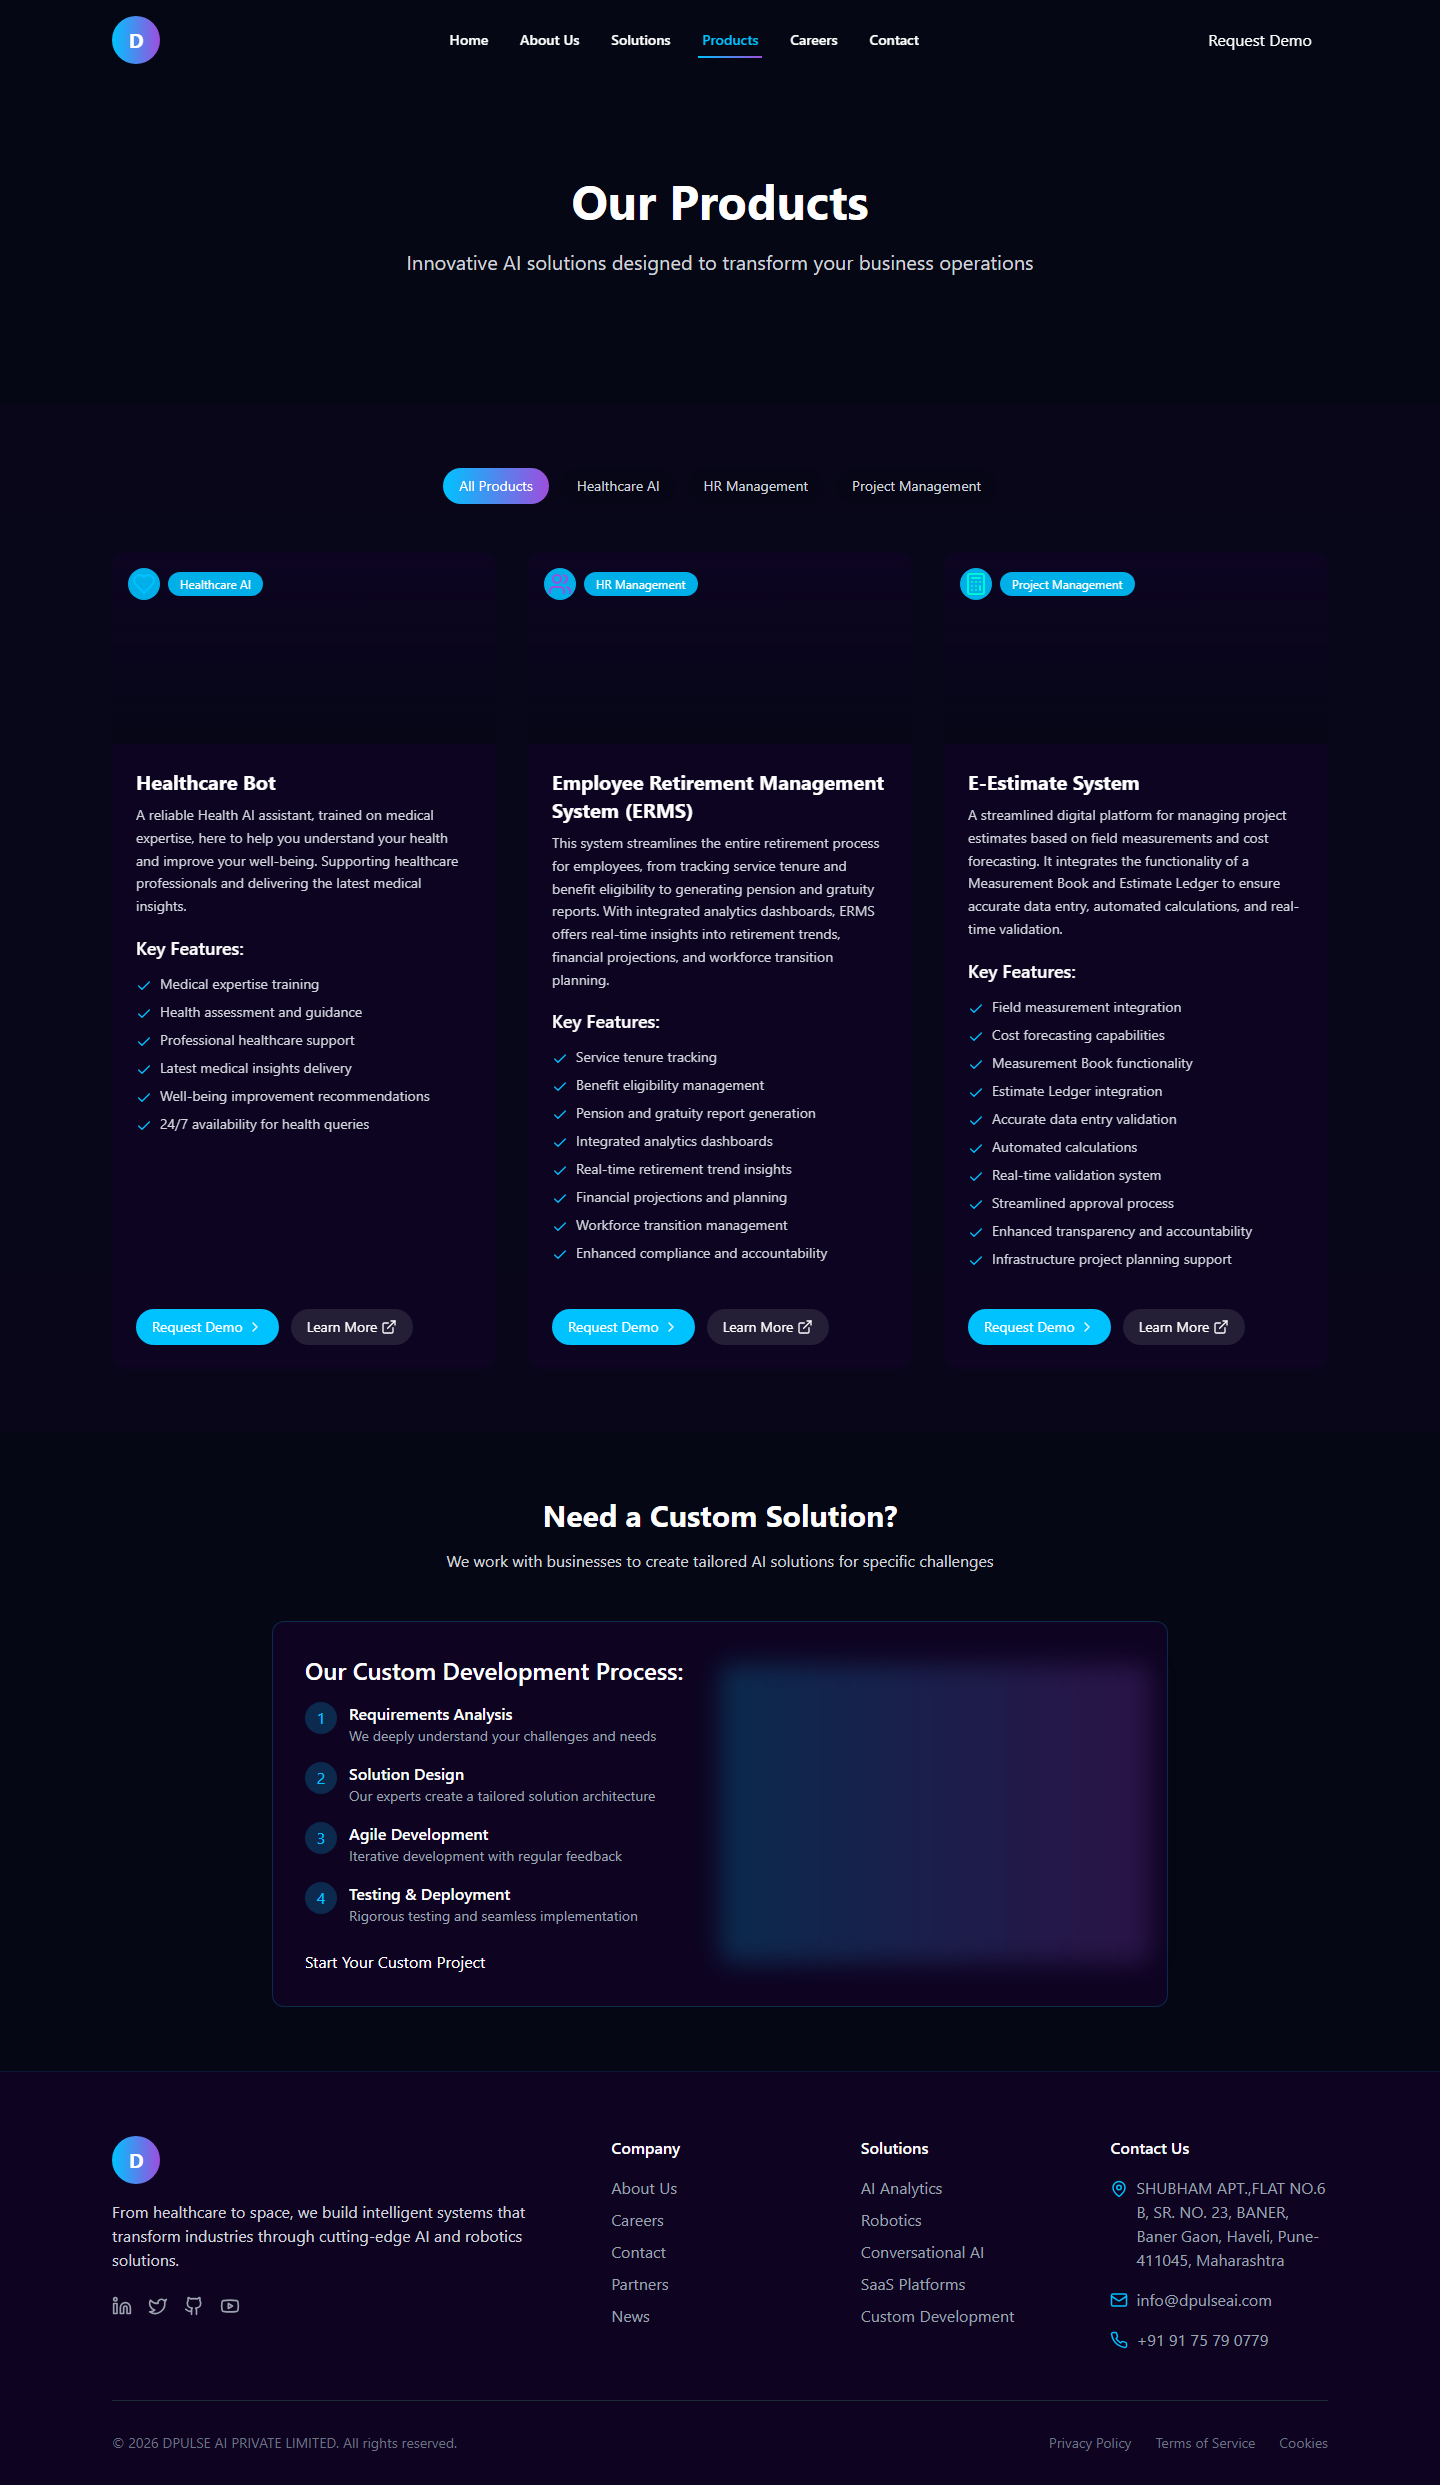 D
Home
About Us
Solutions
Products
Careers
Contact
Request Demo
Our Products
Innovative AI solutions designed to transform your business operations
All Products
Healthcare AI
HR Management
Project Management
Healthcare AI
Healthcare Bot
A reliable Health AI assistant, trained on medical
expertise, here to help you understand your health
and improve your well-being. Supporting healthcare
professionals and delivering the latest medical
insights.
Key Features:
Medical expertise training
Health assessment and guidance
Professional healthcare support
Latest medical insights delivery
Well-being improvement recommendations
24/7 availability for health queries
Request Demo
Learn More
HR Management
Employee Retirement Management
System (ERMS)
This system streamlines the entire retirement process
for employees, from tracking service tenure and
benefit eligibility to generating pension and gratuity
reports. With integrated analytics dashboards, ERMS
offers real-time insights into retirement trends,
financial projections, and workforce transition
planning.
Key Features:
Service tenure tracking
Benefit eligibility management
Pension and gratuity report generation
Integrated analytics dashboards
Real-time retirement trend insights
Financial projections and planning
Workforce transition management
Enhanced compliance and accountability
Request Demo
Learn More
Project Management
E-Estimate System
A streamlined digital platform for managing project
estimates based on field measurements and cost
forecasting. It integrates the functionality of a
Measurement Book and Estimate Ledger to ensure
accurate data entry, automated calculations, and real-
time validation.
Key Features:
Field measurement integration
Cost forecasting capabilities
Measurement Book functionality
Estimate Ledger integration
Accurate data entry validation
Automated calculations
Real-time validation system
Streamlined approval process
Enhanced transparency and accountability
Infrastructure project planning support
Request Demo
Learn More
Need a Custom Solution?
We work with businesses to create tailored AI solutions for specific challenges
Our Custom Development Process:
1
Requirements Analysis
We deeply understand your challenges and needs
2
Solution Design
Our experts create a tailored solution architecture
3
Agile Development
Iterative development with regular feedback
4
Testing & Deployment
Rigorous testing and seamless implementation
Start Your Custom Project
D
From healthcare to space, we build intelligent systems that
transform industries through cutting-edge AI and robotics
solutions.
Company
About Us
Careers
Contact
Partners
News
Solutions
AI Analytics
Robotics
Conversational AI
SaaS Platforms
Custom Development
Contact Us
SHUBHAM APT.,FLAT NO.6
B, SR. NO. 23, BANER,
Baner Gaon, Haveli, Pune-
411045, Maharashtra
info@dpulseai.com
+91 91 75 79 0779
© 2026 DPULSE AI PRIVATE LIMITED. All rights reserved.
Privacy Policy
Terms of Service
Cookies